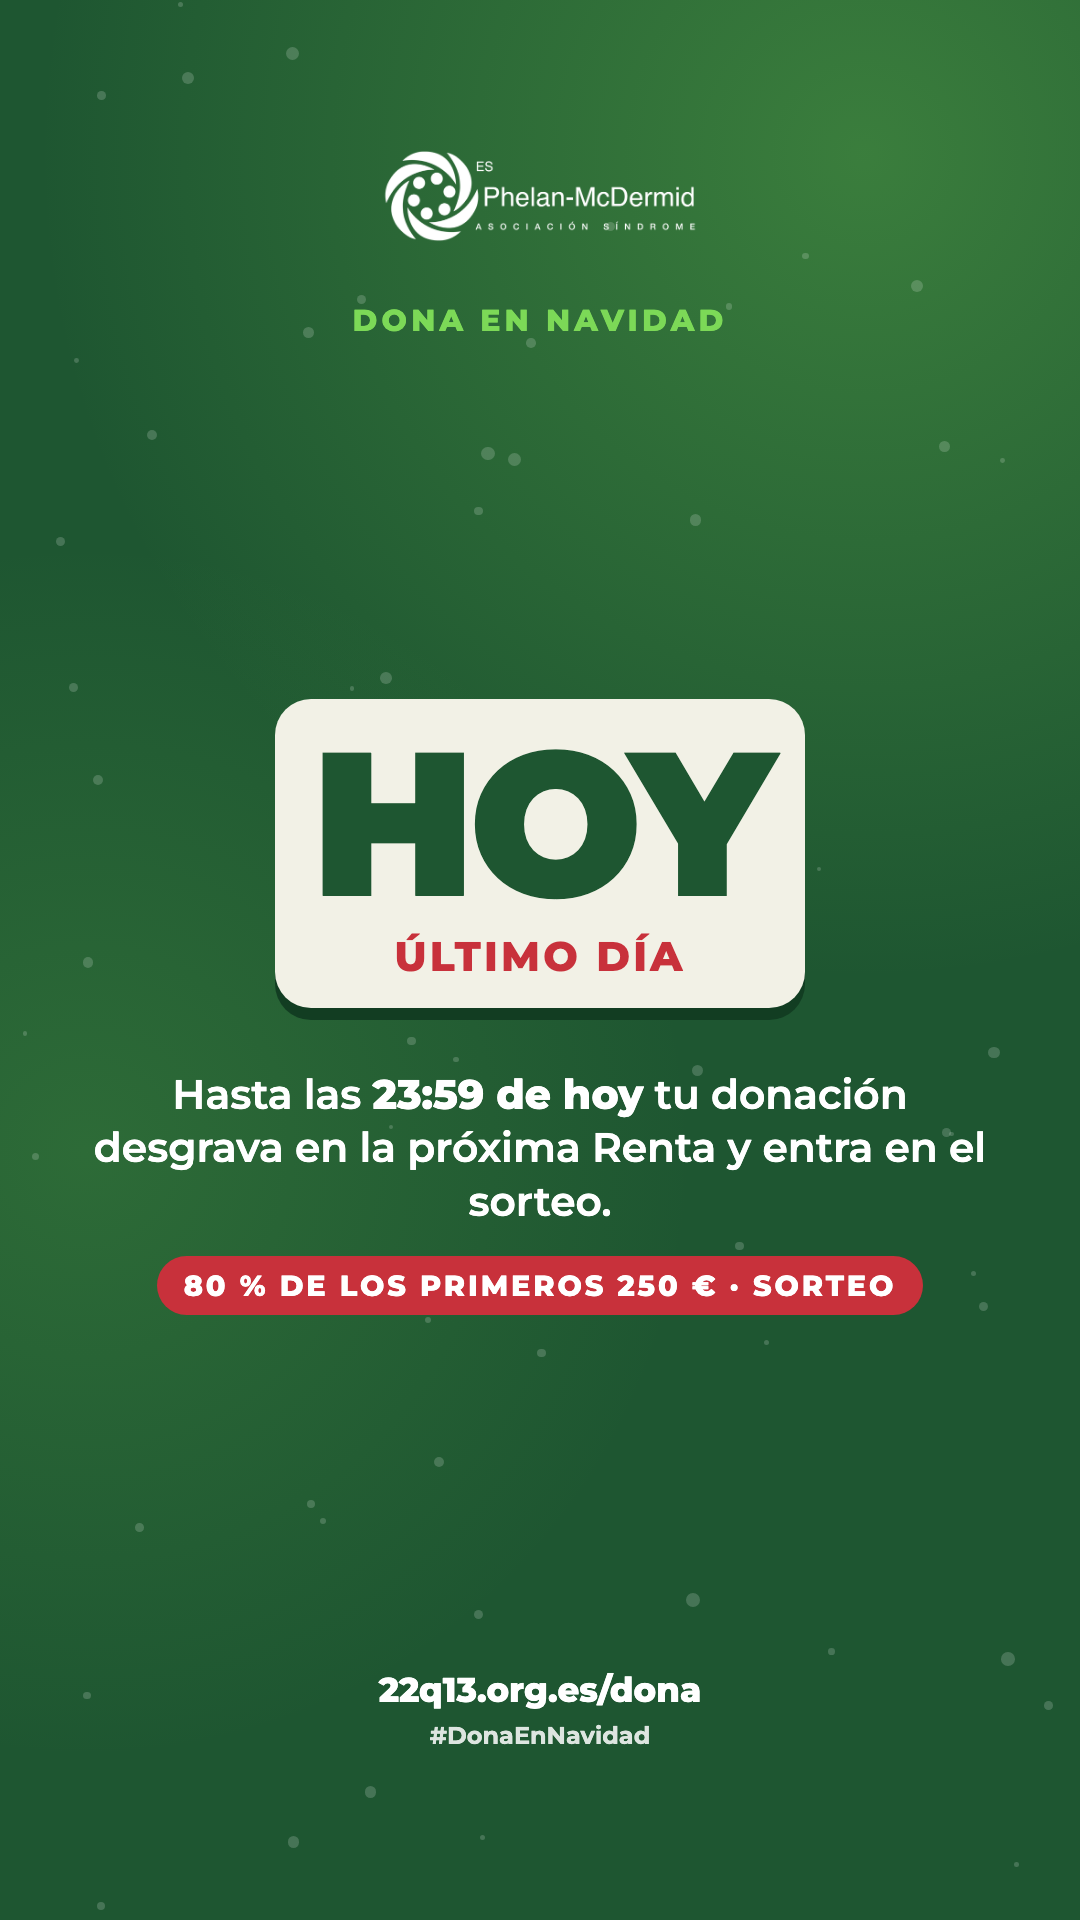 ES
Phelan-McDermid
ASOCIACIÓN SÍNDROME
DONA EN NAVIDAD
HOY
ÚLTIMO DÍA
Hasta las 23:59 de hoy tu donación
desgrava en la próxima Renta y entra en el
sorteo.
80 % DE LOS PRIMEROS 250 € · SORTEO
22q13.org.es/dona
#DonaEnNavidad